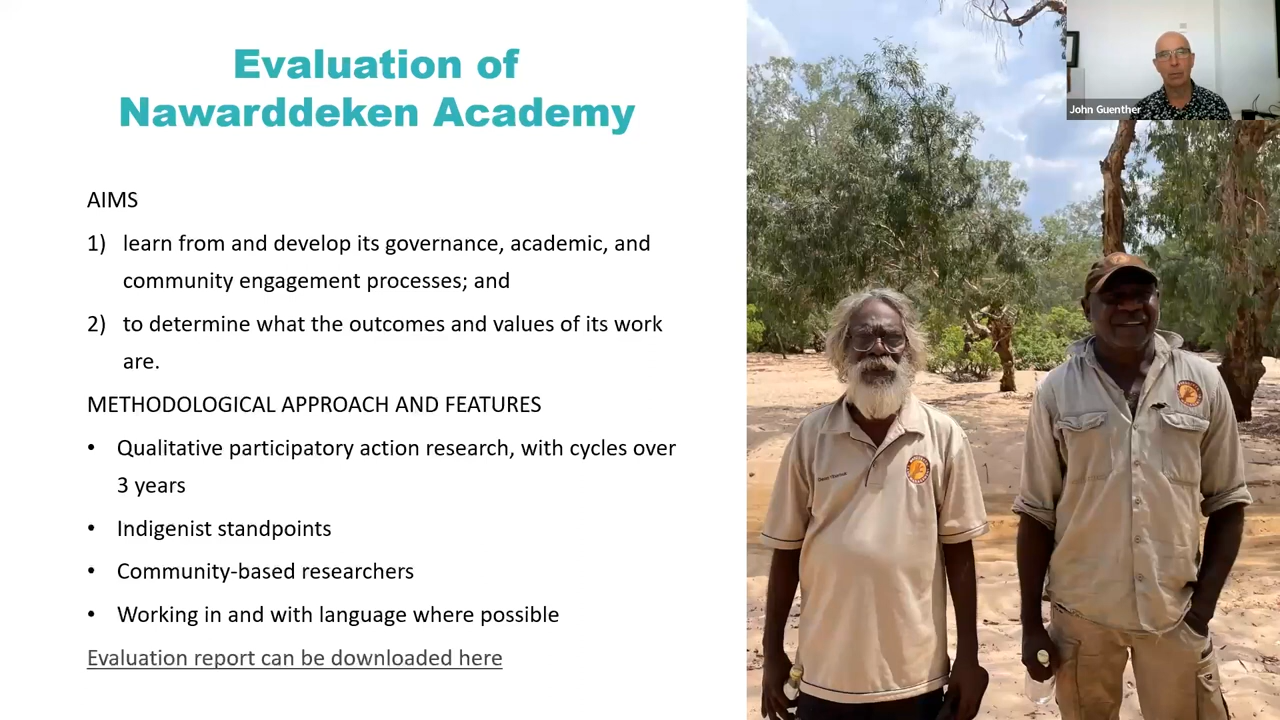 Evaluation of
Nawarddeken Academy
AIMS
1) learn from and develop its governance, academic, and
community engagement processes; and
2) to determine what the outcomes and values of its work
are.
METHODOLOGICAL APPROACH AND FEATURES
• Qualitative participatory action research, with cycles over
3 years
• Indigenist standpoints
• Community-based researchers
• Working in and with language where possible
Evaluation report can be downloaded here
John Guenther